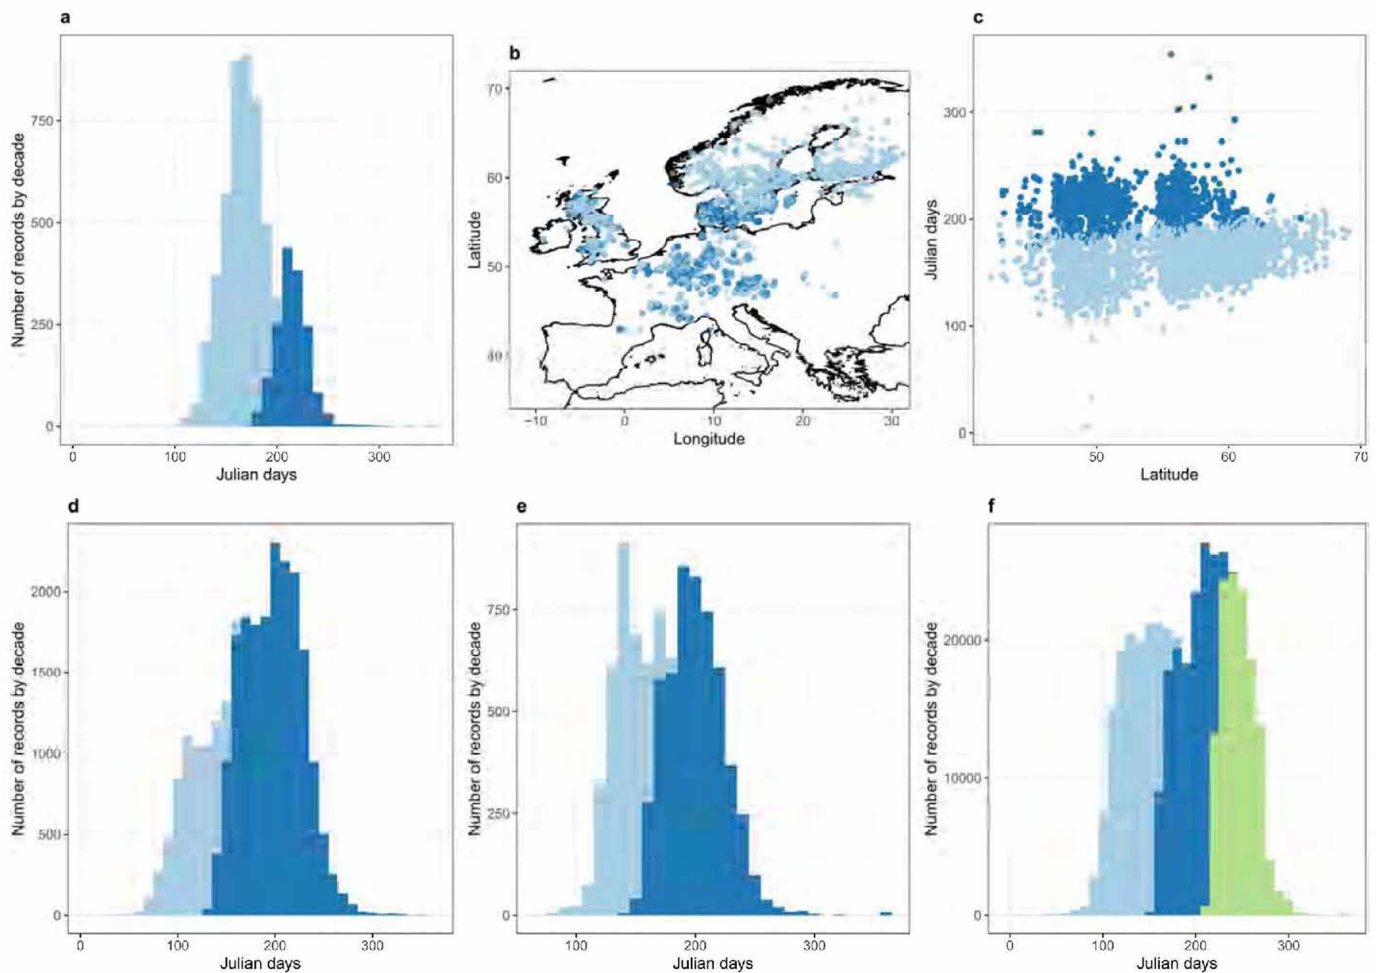 a
Number of records by decade
750
500
250
0
0 100 200 300
Julian days
b
Latitude
70
60
50
40
−10 0 10 20 30
Longitude
c
Julian days
300
200
100
0
50 60 70
Latitude
d
Number of records by decade
2000
1500
1000
500
0
0 100 200 300
Julian days
e
Number of records by decade
750
500
250
0
100 200 300
Julian days
f
Number of records by decade
20000
10000
0
0 100 200 300
Julian days